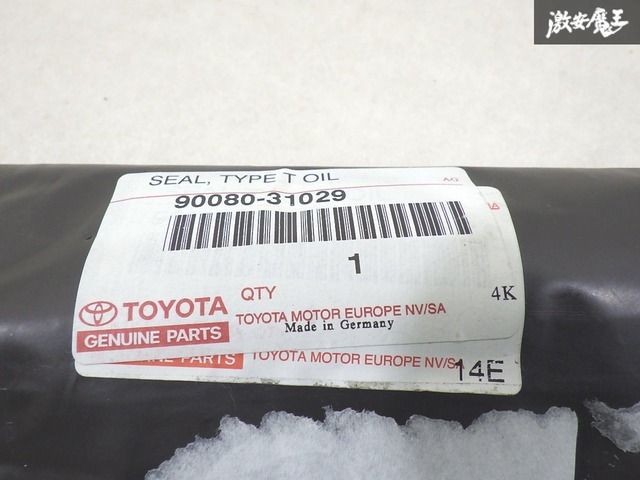 激安魔王
SEAL, TYPE T OIL
AG
90080-31029
1
QTY
4K
TOYOTA
GENUINE PARTS
TOYOTA MOTOR EUROPE NV/SA
Made in Germany
GENUINE PARTS
TOYOTA MOTOR EUROPE NV/S
14E